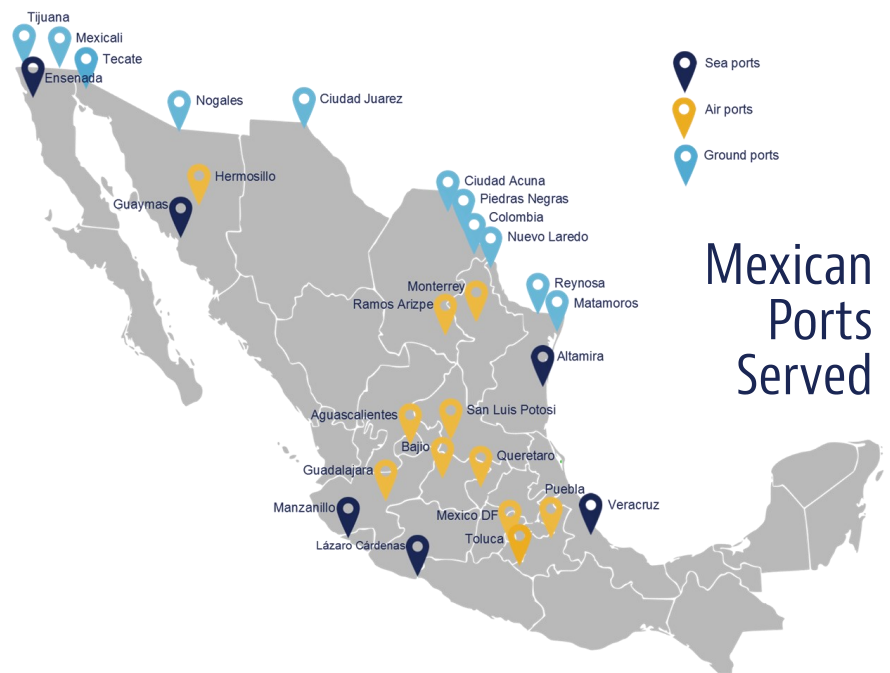 Tijuana
Mexicali
Tecate
Ensenada
Nogales
Ciudad Juarez
Sea ports
Air ports
Ground ports
Hermosillo
Guaymas
Ciudad Acuna
Piedras Negras
Colombia
Nuevo Laredo
Mexican
Ports
Served
Monterrey
Ramos Arizpe
Reynosa
Matamoros
Altamira
Aguascalientes
San Luis Potosi
Bajio
Queretaro
Guadalajara
Puebla
Manzanillo
Mexico DF
Veracruz
Lázaro Cárdenas
Toluca